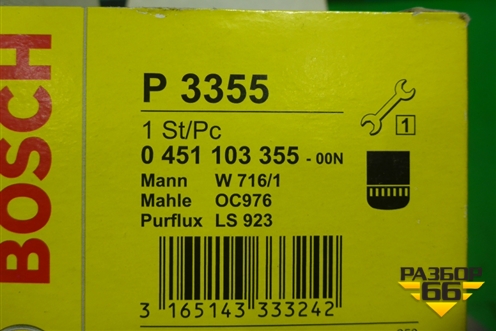 BOSCH
P 3355
1
1 St/Pc
0 451 103 355 - 00N
Mann W 716/1
Mahle OC976
Purflux LS 923
3 165143 333242
РАЗБОР
66